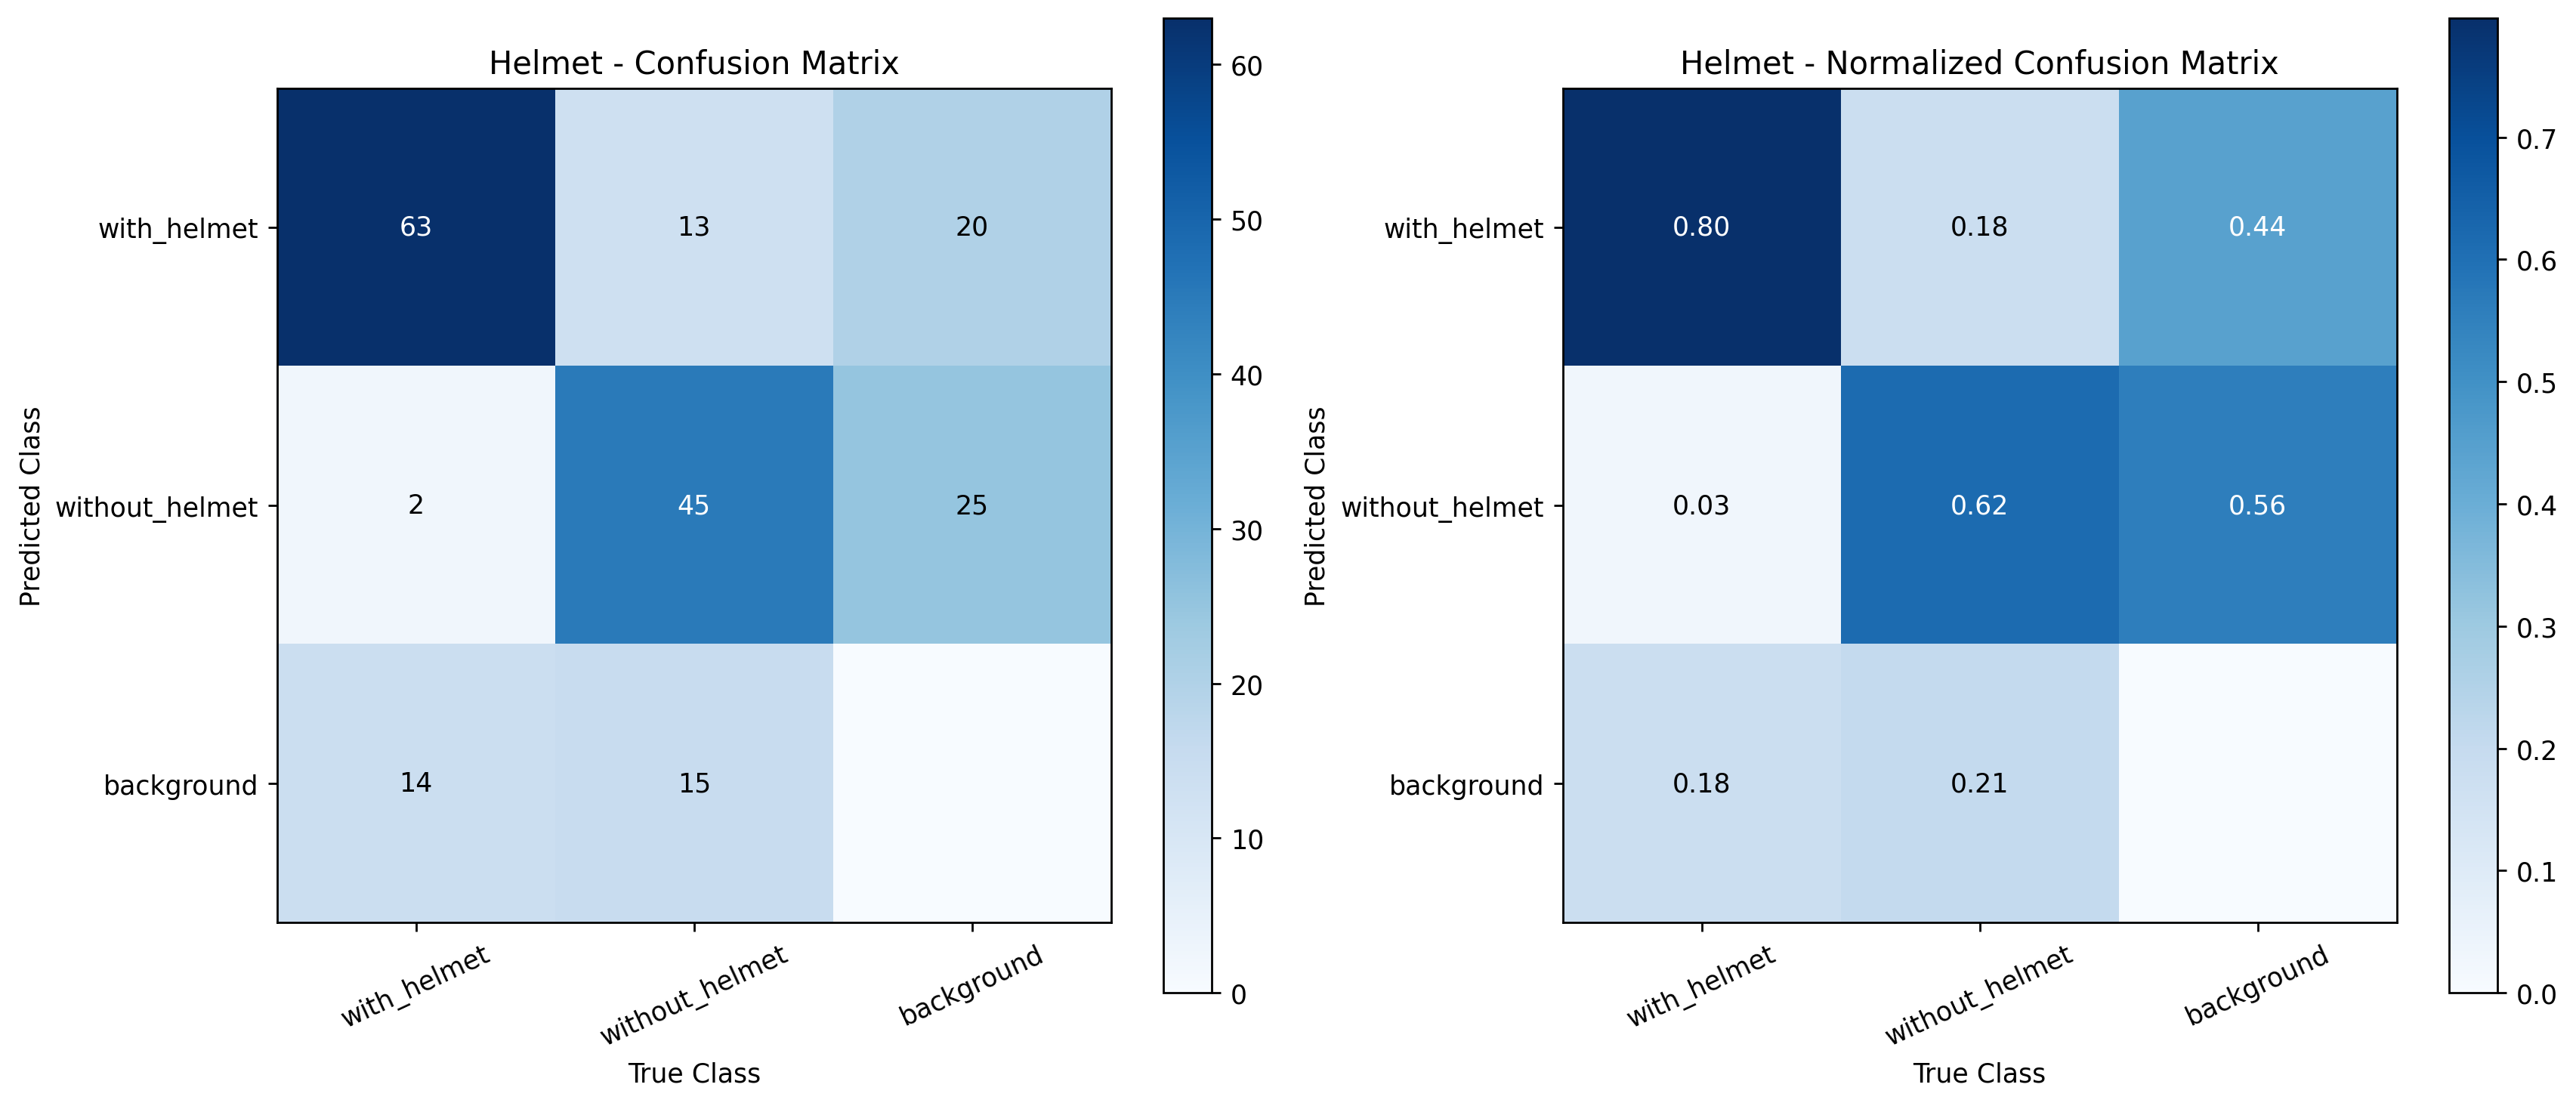 Helmet - Confusion Matrix
Predicted Class
with_helmet
without_helmet
background
63 13 20
2 45 25
14 15
with_helmet without_helmet background
True Class
60
50
40
30
20
10
0
Helmet - Normalized Confusion Matrix
Predicted Class
with_helmet
without_helmet
background
0.80 0.18 0.44
0.03 0.62 0.56
0.18 0.21
with_helmet without_helmet background
True Class
0.7
0.6
0.5
0.4
0.3
0.2
0.1
0.0